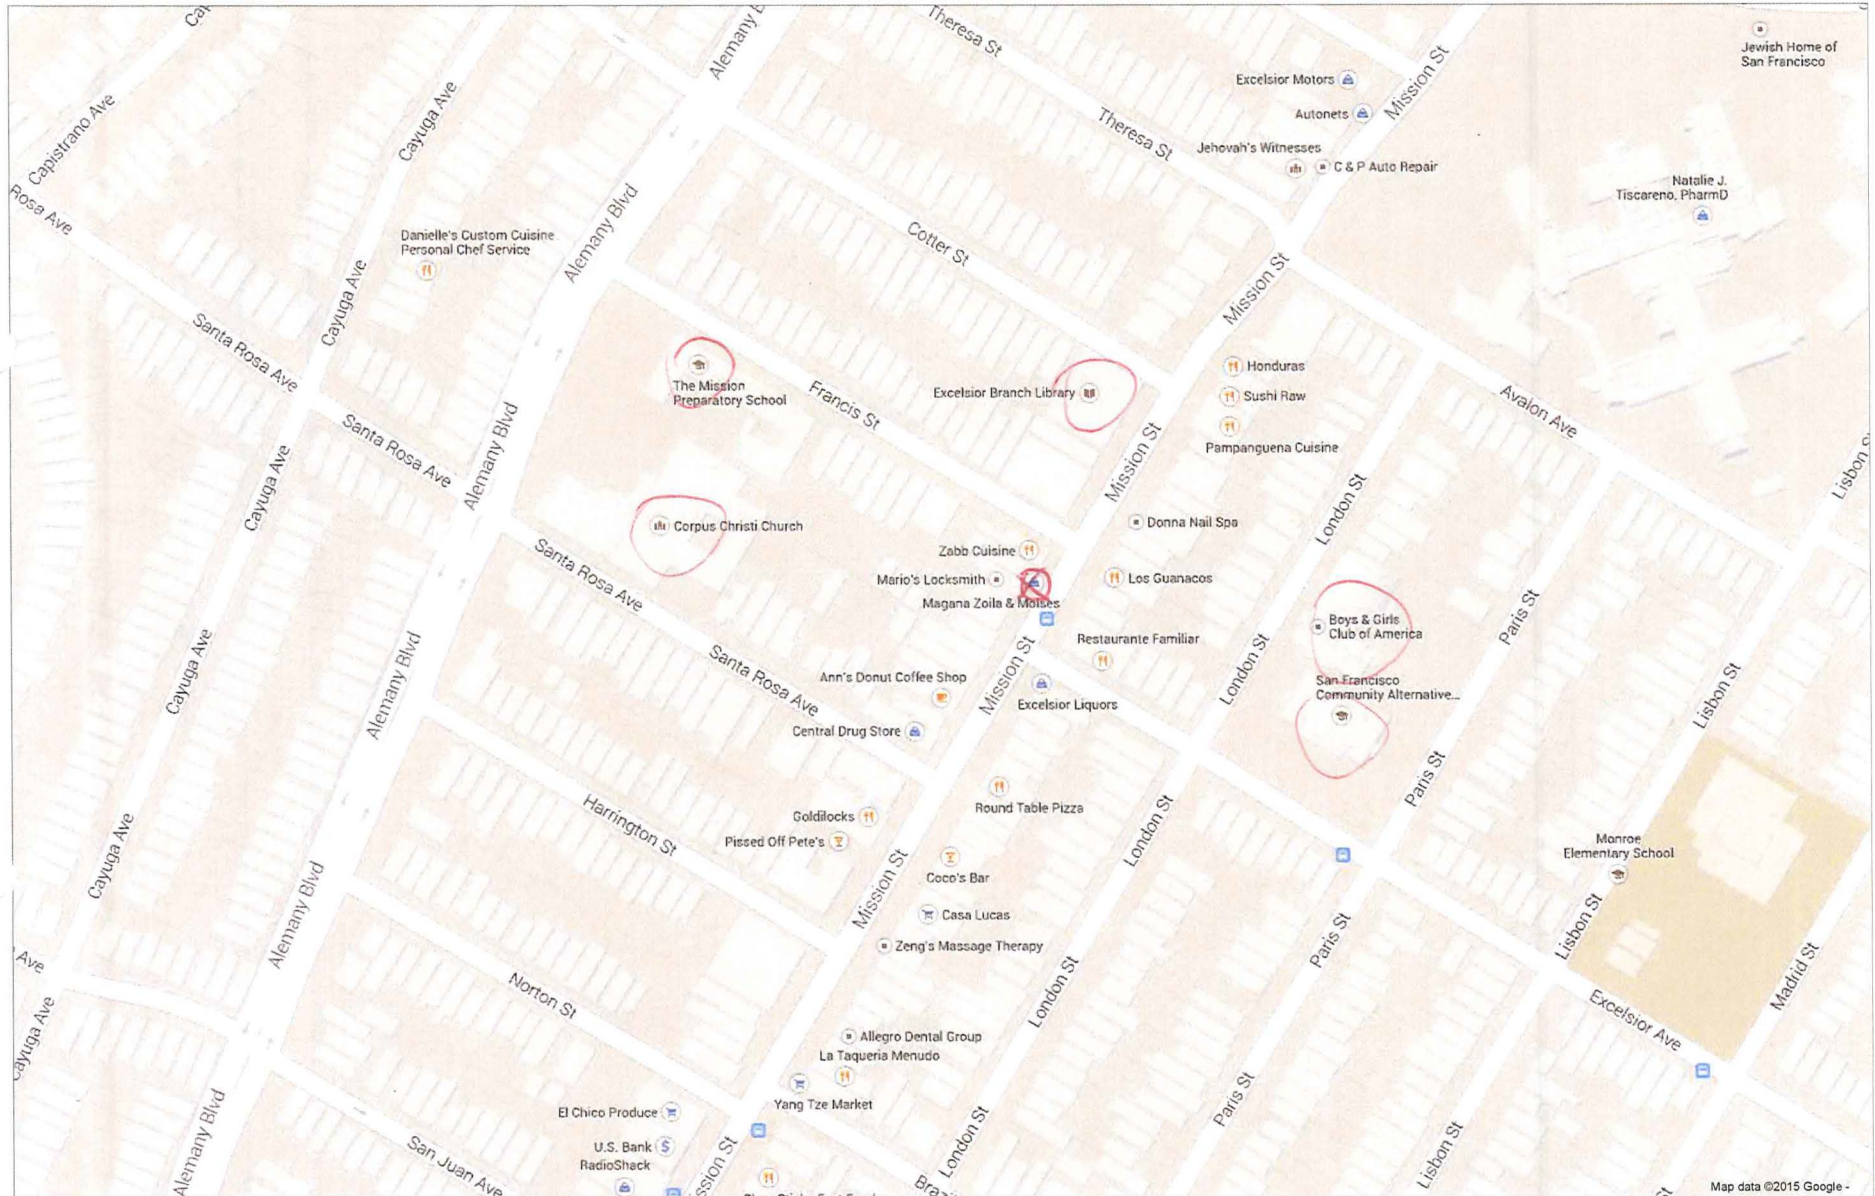 Theresa St
Alemany
Jewish Home of
San Francisco
Excelsior Motors
Mission St
Autonets
Cayuga Ave
Capistrano Ave
Theresa St
Jehovah's Witnesses
C & P Auto Repair
Natalie J.
Tiscareno, PharmD
Rosa Ave
Alemany Blvd
Danielle's Custom Cuisine
Personal Chef Service
Cotter St
Cayuga Ave
Mission St
Santa Rosa Ave
The Mission
Preparatory School
Francis St
Excelsior Branch Library
Honduras
Sushi Raw
Pampanguena Cuisine
Avalon Ave
Santa Rosa Ave
Alemany Blvd
Mission St
London St
Lisbon
Cayuga Ave
Corpus Christi Church
Donna Nail Spa
Zabb Cuisine
Mario's Locksmith
Magana Zoila & Moises
Los Guanacos
Santa Rosa Ave
Boys & Girls
Club of America
Paris St
Restaurante Familiar
Cayuga Ave
Alemany Blvd
Santa Rosa Ave
Ann's Donut Coffee Shop
Mission St
London St
San Francisco
Community Alternative...
Lisbon St
Excelsior Liquors
Central Drug Store
Paris St
Harrington St
Goldilocks
Pissed Off Pete's
Round Table Pizza
London St
Cayuga Ave
Alemany Blvd
Mission St
Coco's Bar
Monroe
Elementary School
Casa Lucas
Zeng's Massage Therapy
Paris St
Lisbon St
Ave
Norton St
London St
Madrid St
Excelsior Ave
Cayuga Ave
Allegro Dental Group
La Taqueria Menudo
Yang Tze Market
El Chico Produce
U.S. Bank
RadioShack
Alemany Blvd
San Juan Ave
Mission St
London St
Paris St
Lisbon St
Map data ©2015 Google -